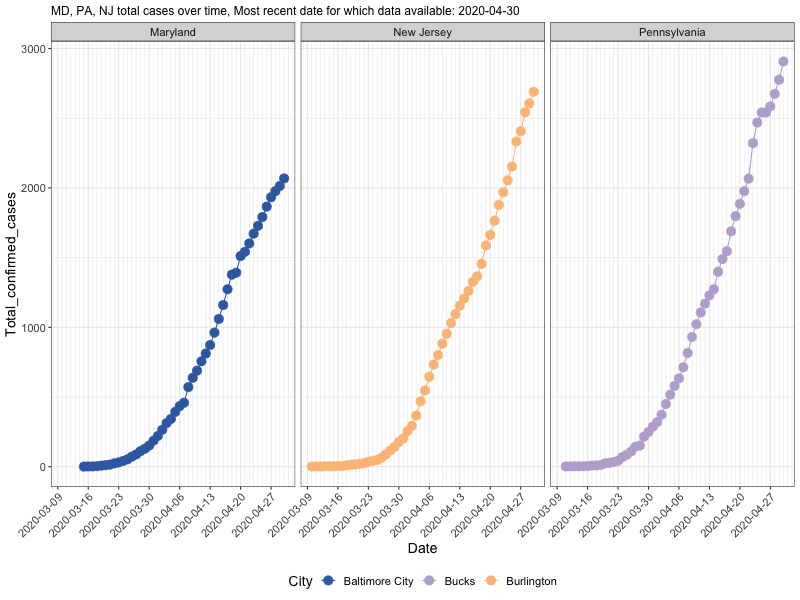 MD, PA, NJ total cases over time, Most recent date for which data available: 2020-04-30
Maryland New Jersey Pennsylvania
Total_confirmed_cases
3000
2000
1000
0
2020-03-09 2020-03-16 2020-03-23 2020-03-30 2020-04-06 2020-04-13 2020-04-20 2020-04-27 2020-03-09 2020-03-16 2020-03-23 2020-03-30 2020-04-06 2020-04-13 2020-04-20 2020-04-27 2020-03-09 2020-03-16 2020-03-23 2020-03-30 2020-04-06 2020-04-13 2020-04-20 2020-04-27
Date
City Baltimore City Bucks Burlington